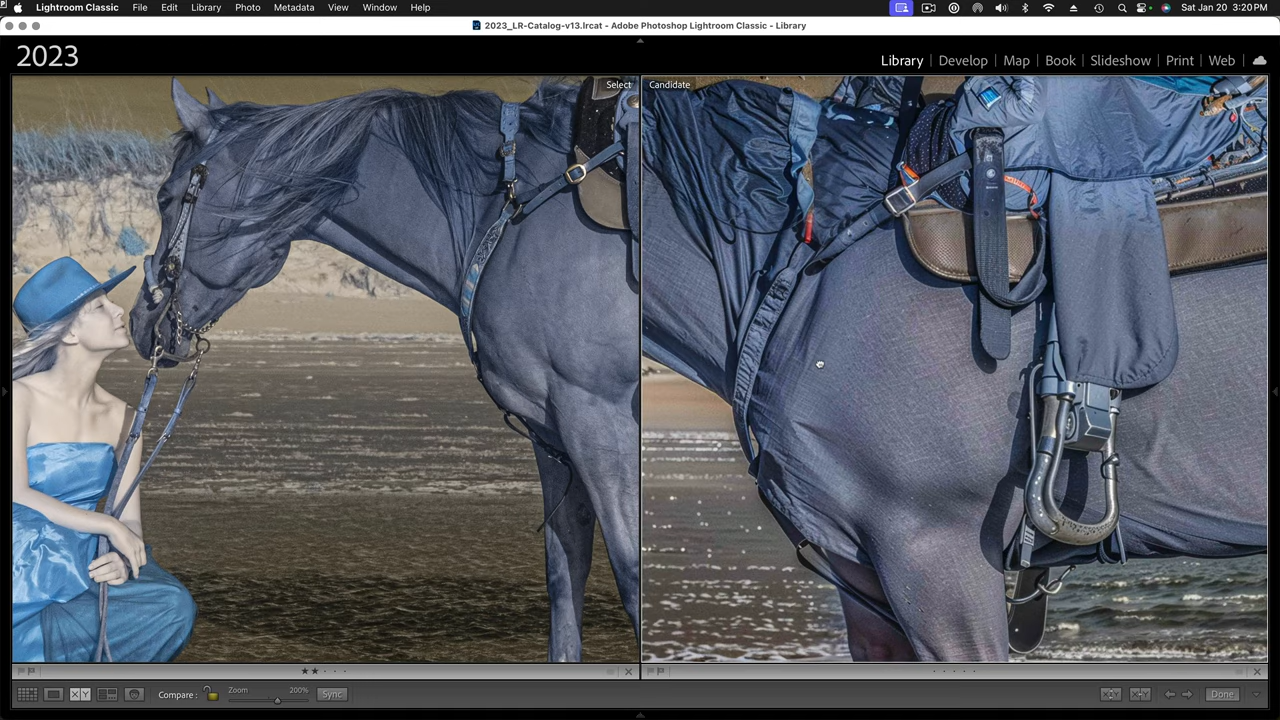 Lightroom Classic File Edit Library Photo Metadata View Window Help Sat Jan 20 3:20 PM
2023_LR-Catalog-v13.lrcat - Adobe Photoshop Lightroom Classic - Library
2023 Library | Develop | Map | Book | Slideshow | Print | Web
Select Candidate
Compare : Zoom 200% Sync X Y X Y Done